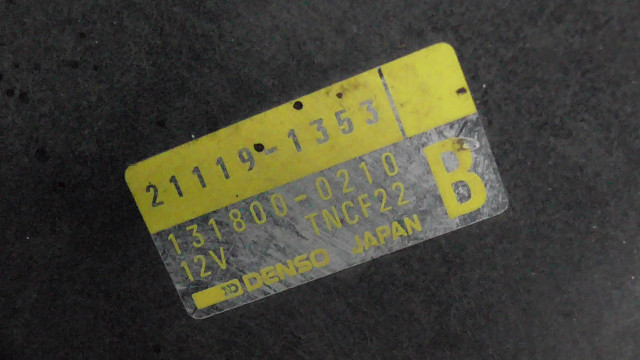 21119-1353
131800-0210
12V TNCF22
DENSO JAPAN
B